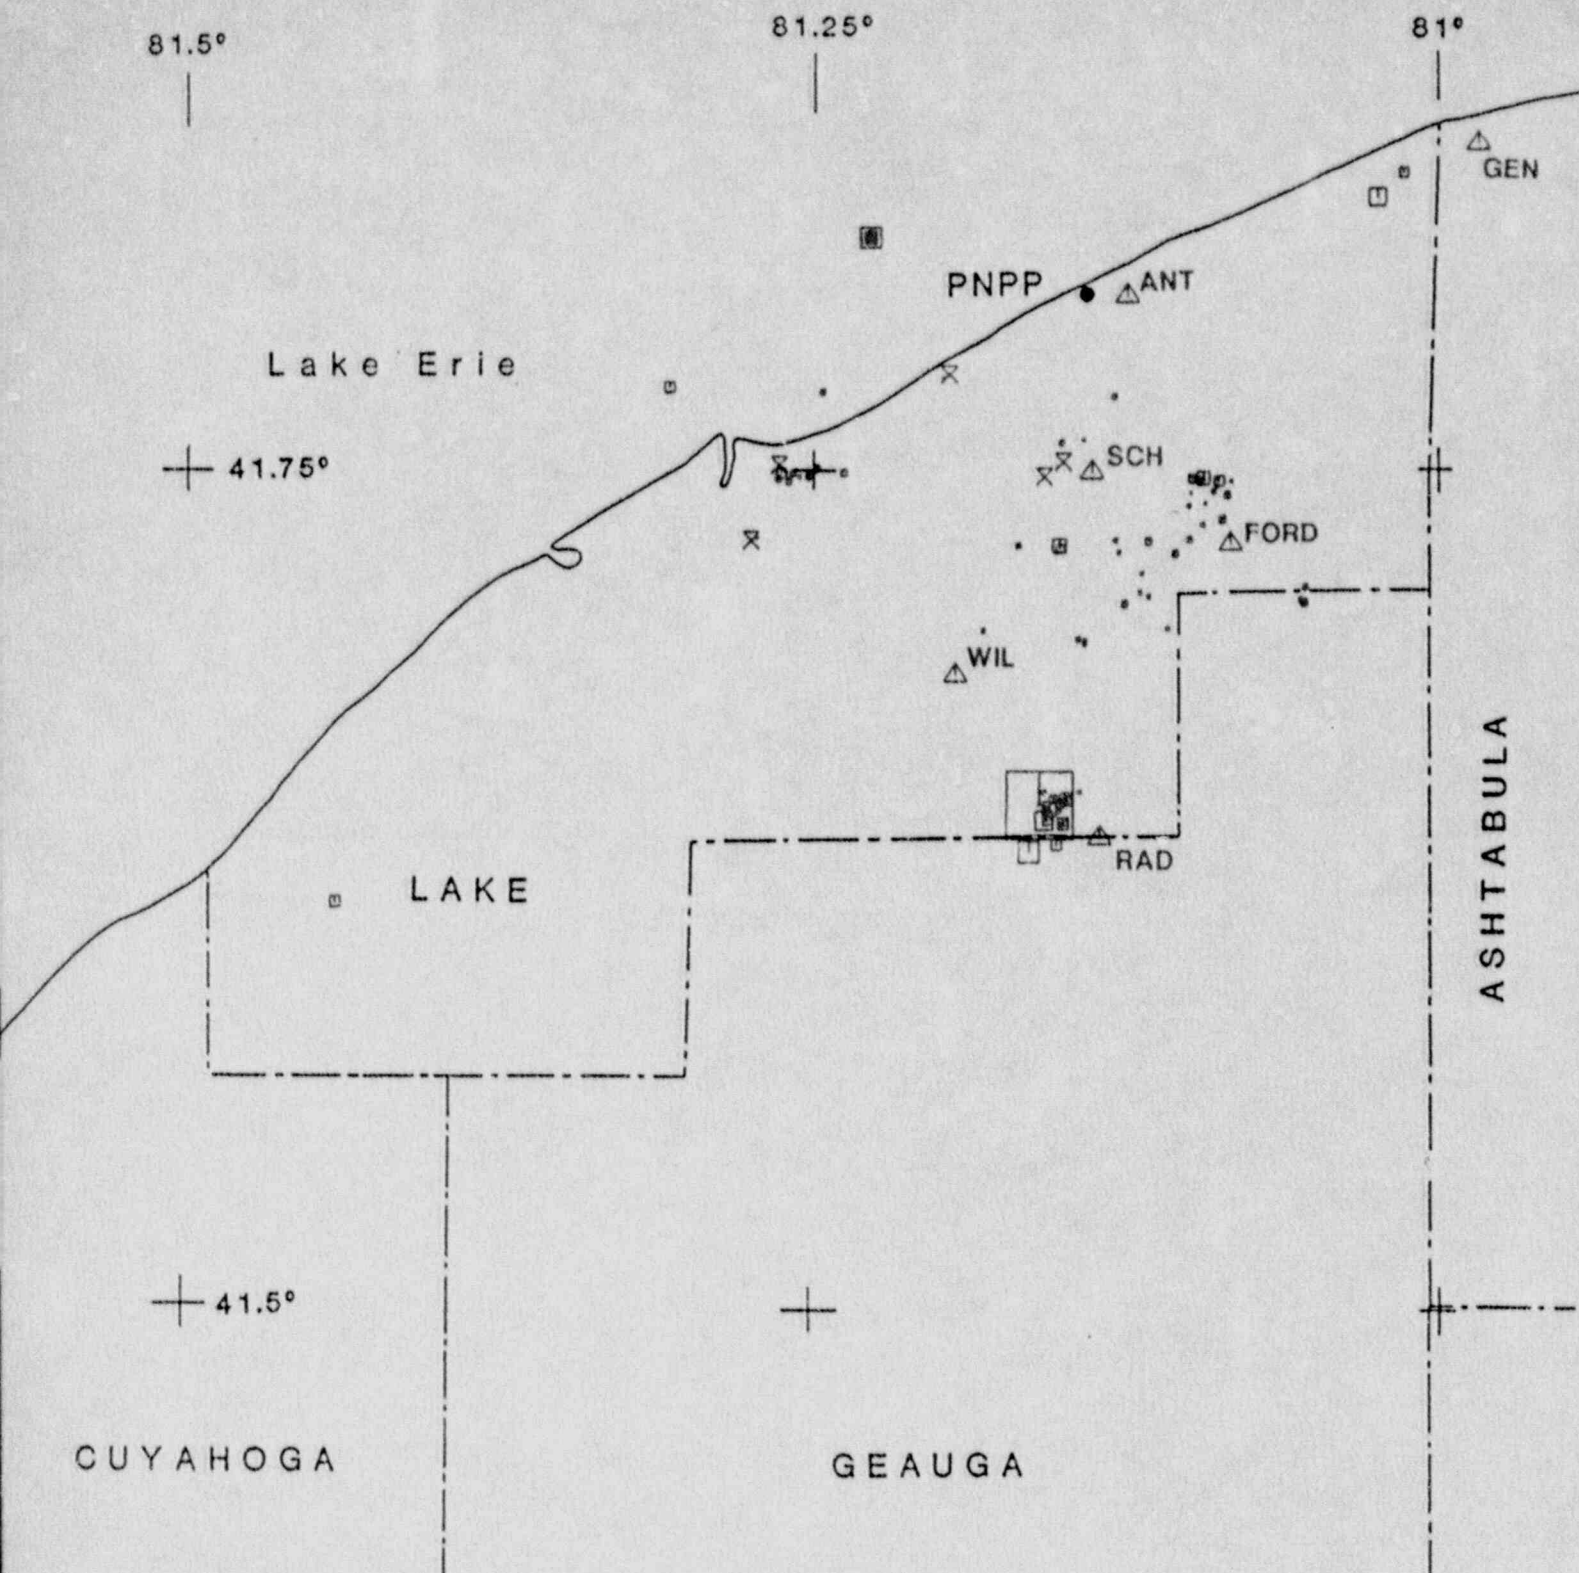 81.5°
81.25°
81°
GEN
PNPP
ANT
Lake Erie
41.75°
SCH
FORD
WIL
ASHTABULA
RAD
LAKE
41.5°
CUYAHOGA
GEAUGA